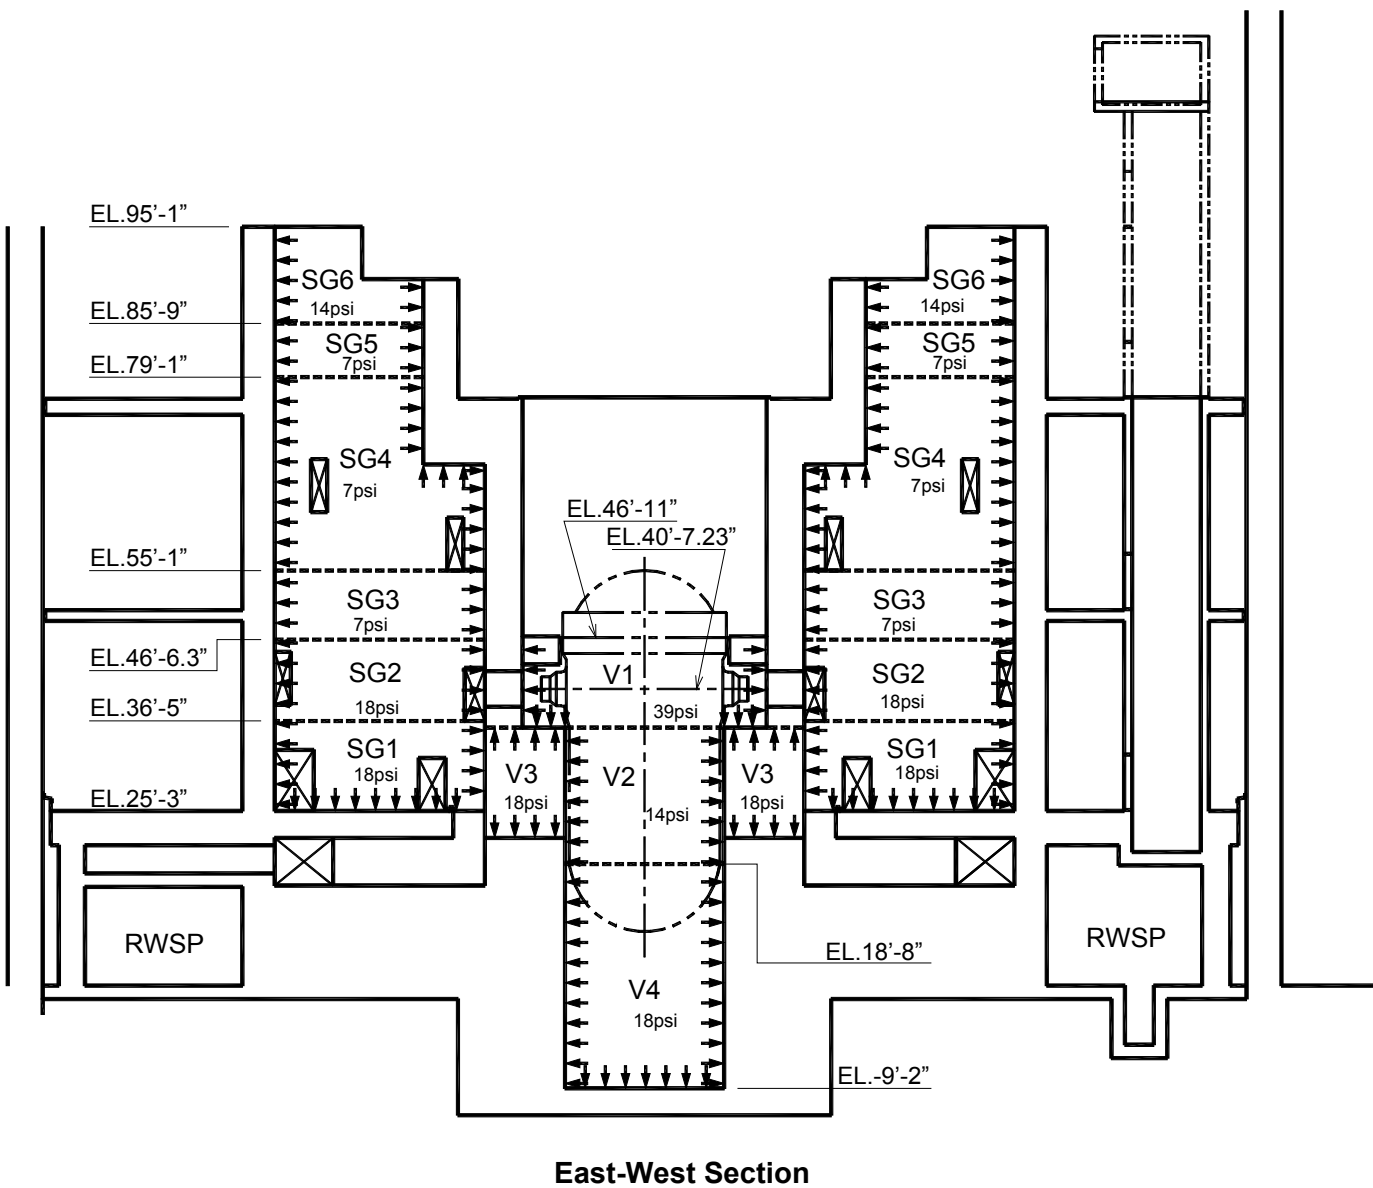 EL.95’-1”
SG6
14psi
SG6
14psi
EL.85’-9”
SG5
7psi
SG5
7psi
EL.79’-1”
SG4
7psi
SG4
7psi
EL.46’-11”
EL.40’-7.23”
EL.55’-1”
SG3
7psi
SG3
7psi
EL.46’-6.3”
SG2
18psi
V1
39psi
SG2
18psi
EL.36’-5”
SG1
18psi
V3
18psi
V2
14psi
V3
18psi
SG1
18psi
EL.25’-3”
RWSP
RWSP
EL.18’-8”
V4
18psi
EL.-9’-2”
East-West Section